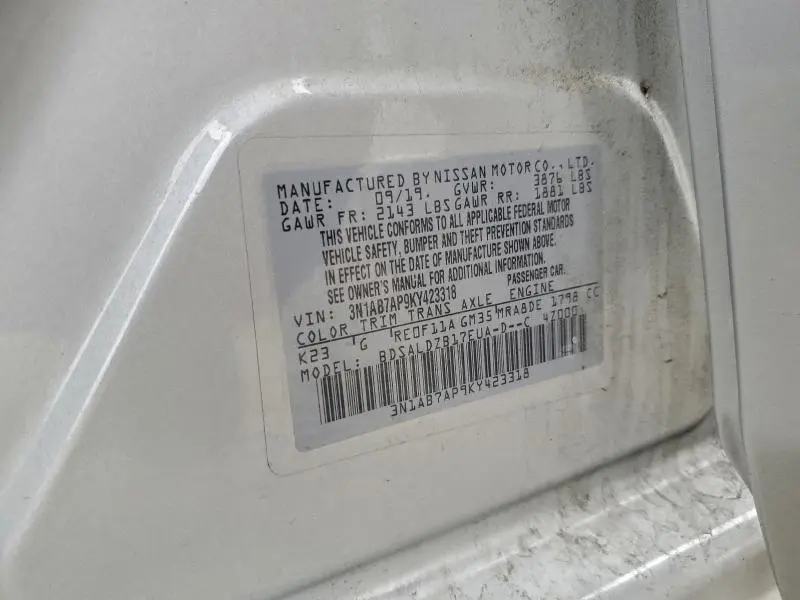 MANUFACTURED BY NISSAN MOTOR CO., LTD.
DATE: 09/19. GVWR: 3876 LBS
GAWR FR: 2143 LBS GAWR RR: 1881 LBS
THIS VEHICLE CONFORMS TO ALL APPLICABLE FEDERAL MOTOR
VEHICLE SAFETY, BUMPER AND THEFT PREVENTION STANDARDS
IN EFFECT ON THE DATE OF MANUFACTURE SHOWN ABOVE.
SEE OWNER'S MANUAL FOR ADDITIONAL INFORMATION.
VIN: 3N1AB7AP9KY423318 PASSENGER CAR.
COLOR TRIM TRANS AXLE ENGINE
K23 G RE0F11A GM35 MRA8DE 1798 CC
MODEL: BDSALDZB17EUA-D--C 47000
3N1AB7AP9KY423318